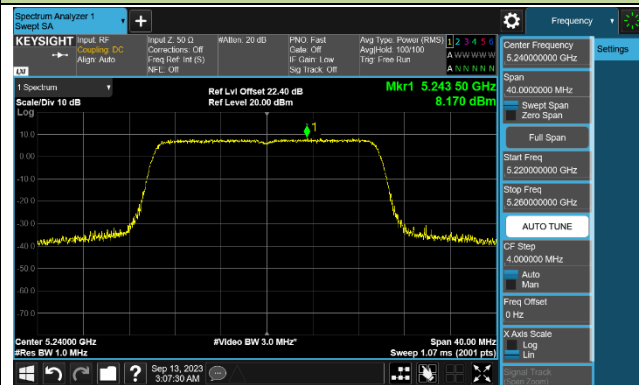 Spectrum Analyzer 1
Swept SA
Frequency
KEYSIGHT
Input: RF
Coupling: DC
Align: Auto
Input Z: 50 Ω
Corrections: Off
Freq Ref: Int (S)
NFE: Off
#Atten: 20 dB
PNO: Fast
Gate: Off
IF Gain: Low
Sig Track: Off
Avg Type: Power (RMS)
Avg|Hold: 100/100
Trig: Free Run
1 2 3 4 5 6
A W W W W W
A N N N N N
LXI
1 Spectrum
Scale/Div 10 dB
Log
Ref Lvl Offset 22.40 dB
Ref Level 20.00 dBm
Mkr1 5.243 50 GHz
8.170 dBm
1
10.0
0.00
-10.0
-20.0
-30.0
-40.0
-50.0
-60.0
-70.0
Center 5.24000 GHz
#Res BW 1.0 MHz
#Video BW 3.0 MHz*
Span 40.00 MHz
Sweep 1.07 ms (2001 pts)
Center Frequency
5.240000000 GHz
Settings
Span
40.0000000 MHz
Swept Span
Zero Span
Full Span
Start Freq
5.220000000 GHz
Stop Freq
5.260000000 GHz
AUTO TUNE
CF Step
4.000000 MHz
Auto
Man
Freq Offset
0 Hz
X Axis Scale
Log
Lin
Signal Track
(Span Zoom)
?
Sep 13, 2023
3:07:30 AM